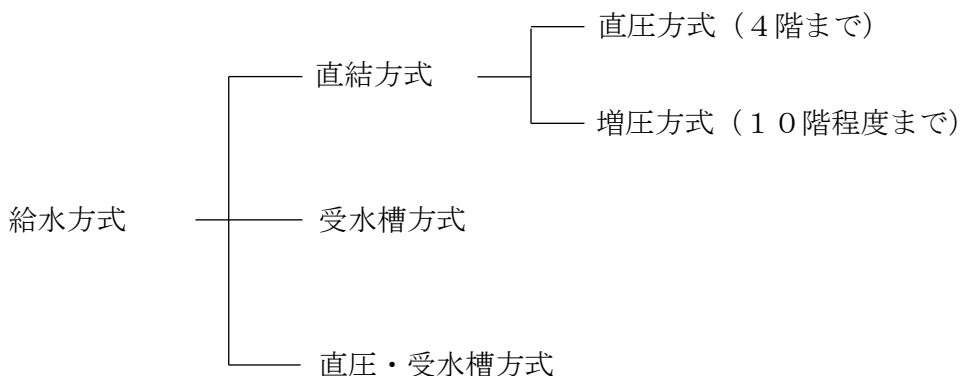 直圧方式（４階まで）
直結方式
増圧方式（１０階程度まで）
給水方式
受水槽方式
直圧・受水槽方式